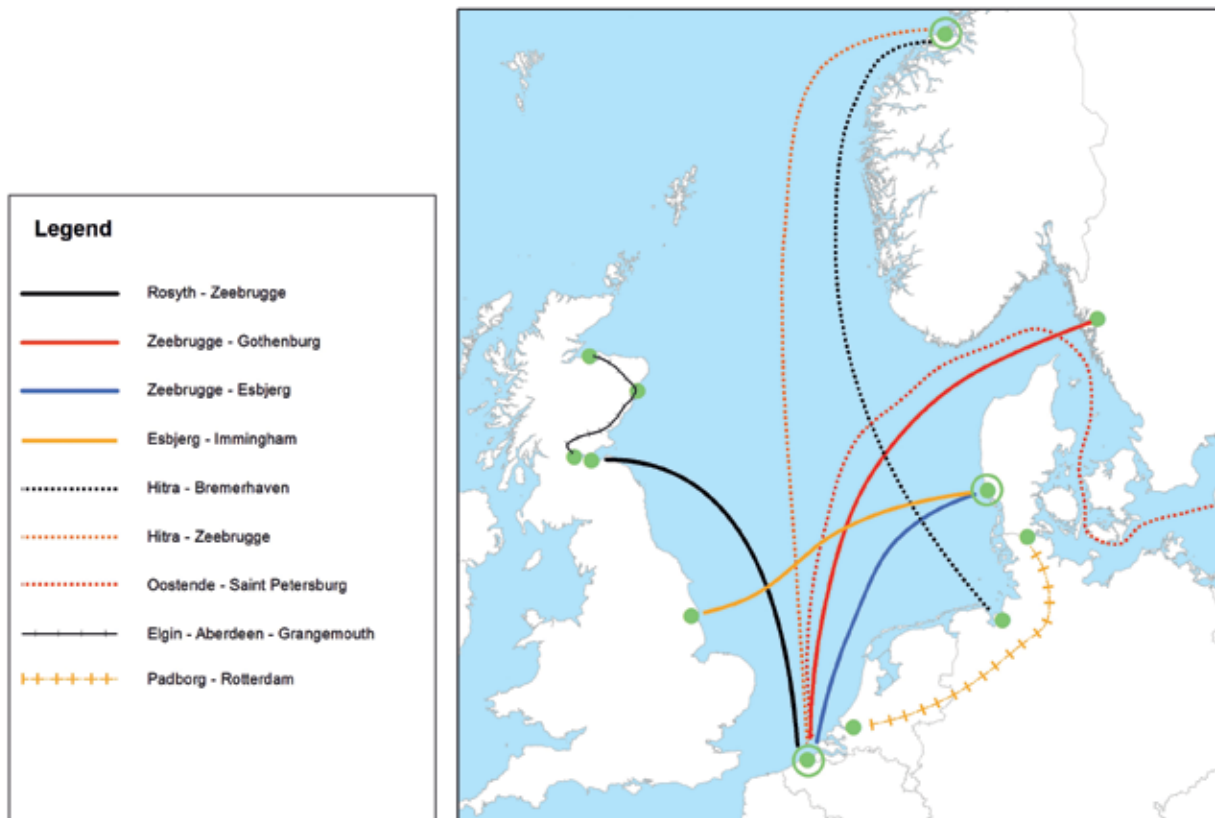 Legend
Rosyth - Zeebrugge
Zeebrugge - Gothenburg
Zeebrugge - Esbjerg
Esbjerg - Immingham
Hitra - Bremerhaven
Hitra - Zeebrugge
Oostende - Saint Petersburg
Elgin - Aberdeen - Grangemouth
Padborg - Rotterdam